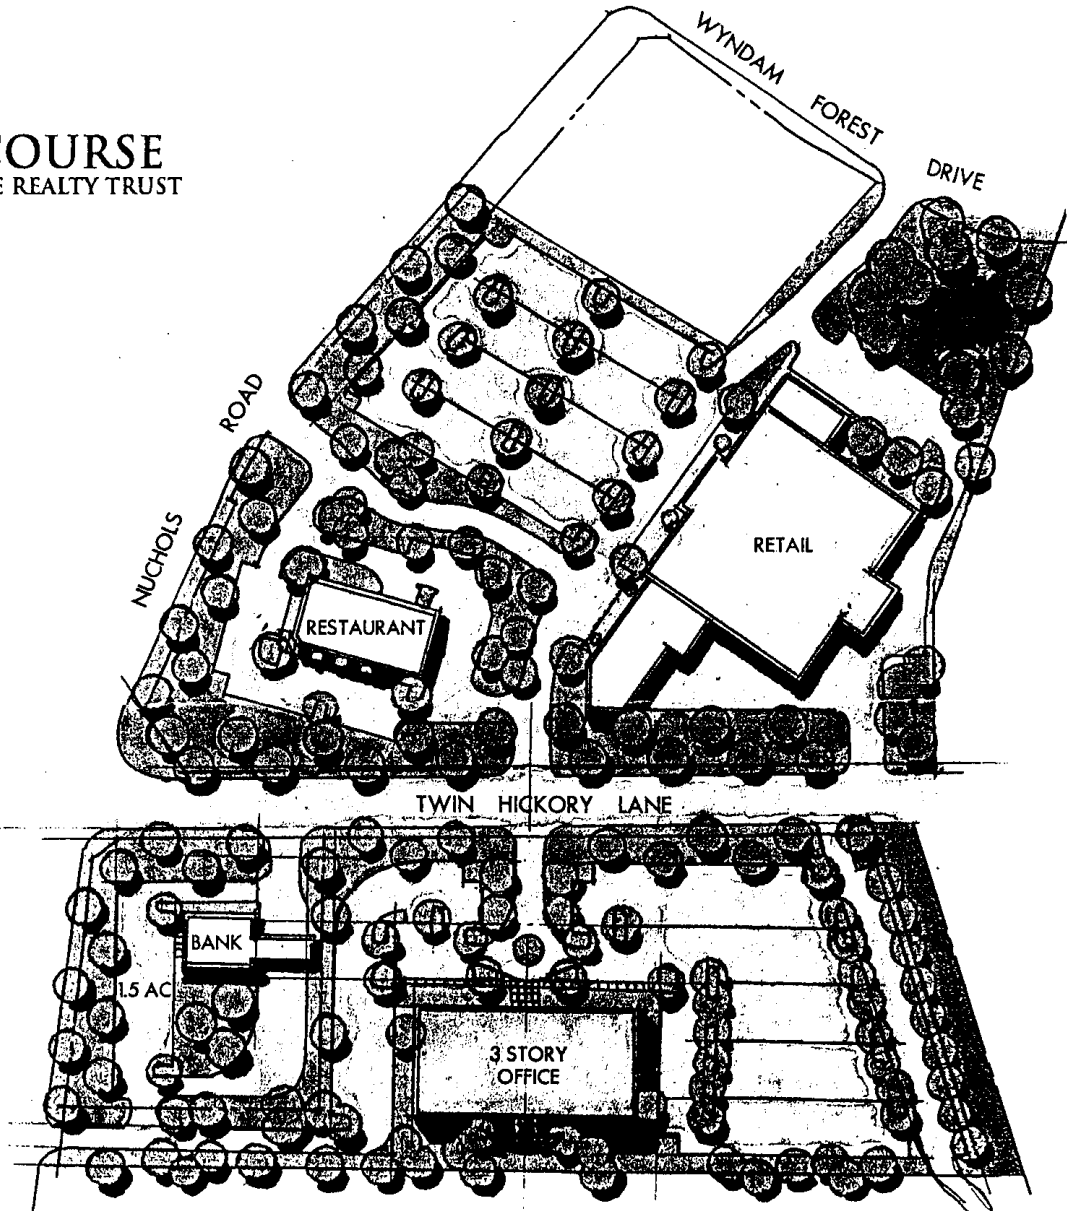 COURSE
E REALTY TRUST
WYNDAM FOREST DRIVE
NUCHOLS ROAD
RETAIL
RESTAURANT
TWIN HICKORY LANE
BANK
1.5 AC
3 STORY
OFFICE